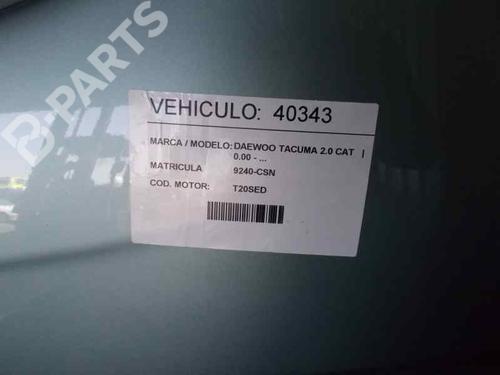 B-PARTS
VEHICULO: 40343
MARCA / MODELO: DAEWOO TACUMA 2.0 CAT |
0.00 - ...
MATRICULA 9240-CSN
COD. MOTOR: T20SED